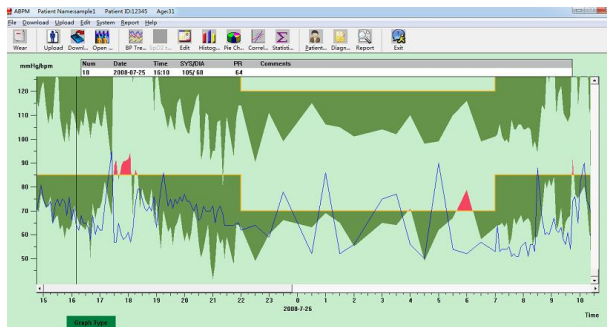 ABPM Patient Name:sample1 Patient ID:12345 Age:31
File Download Upload Edit System Report Help
Wear Upload Downl... Open ... BP Tre... SpO2 t... Edit Histog... Pie Ch... Correl... Statisti... Patient... Diagn... Report Exit
mmHg/bpm
Num Date Time SYS/DIA PR Comments
10 2008-07-25 16:10 105/ 60 64
120
110
100
90
80
70
60
50
15 16 17 18 19 20 21 22 23 0 1 2 3 4 5 6 7 8 9 10
2008-7-26
Time
Graph Type